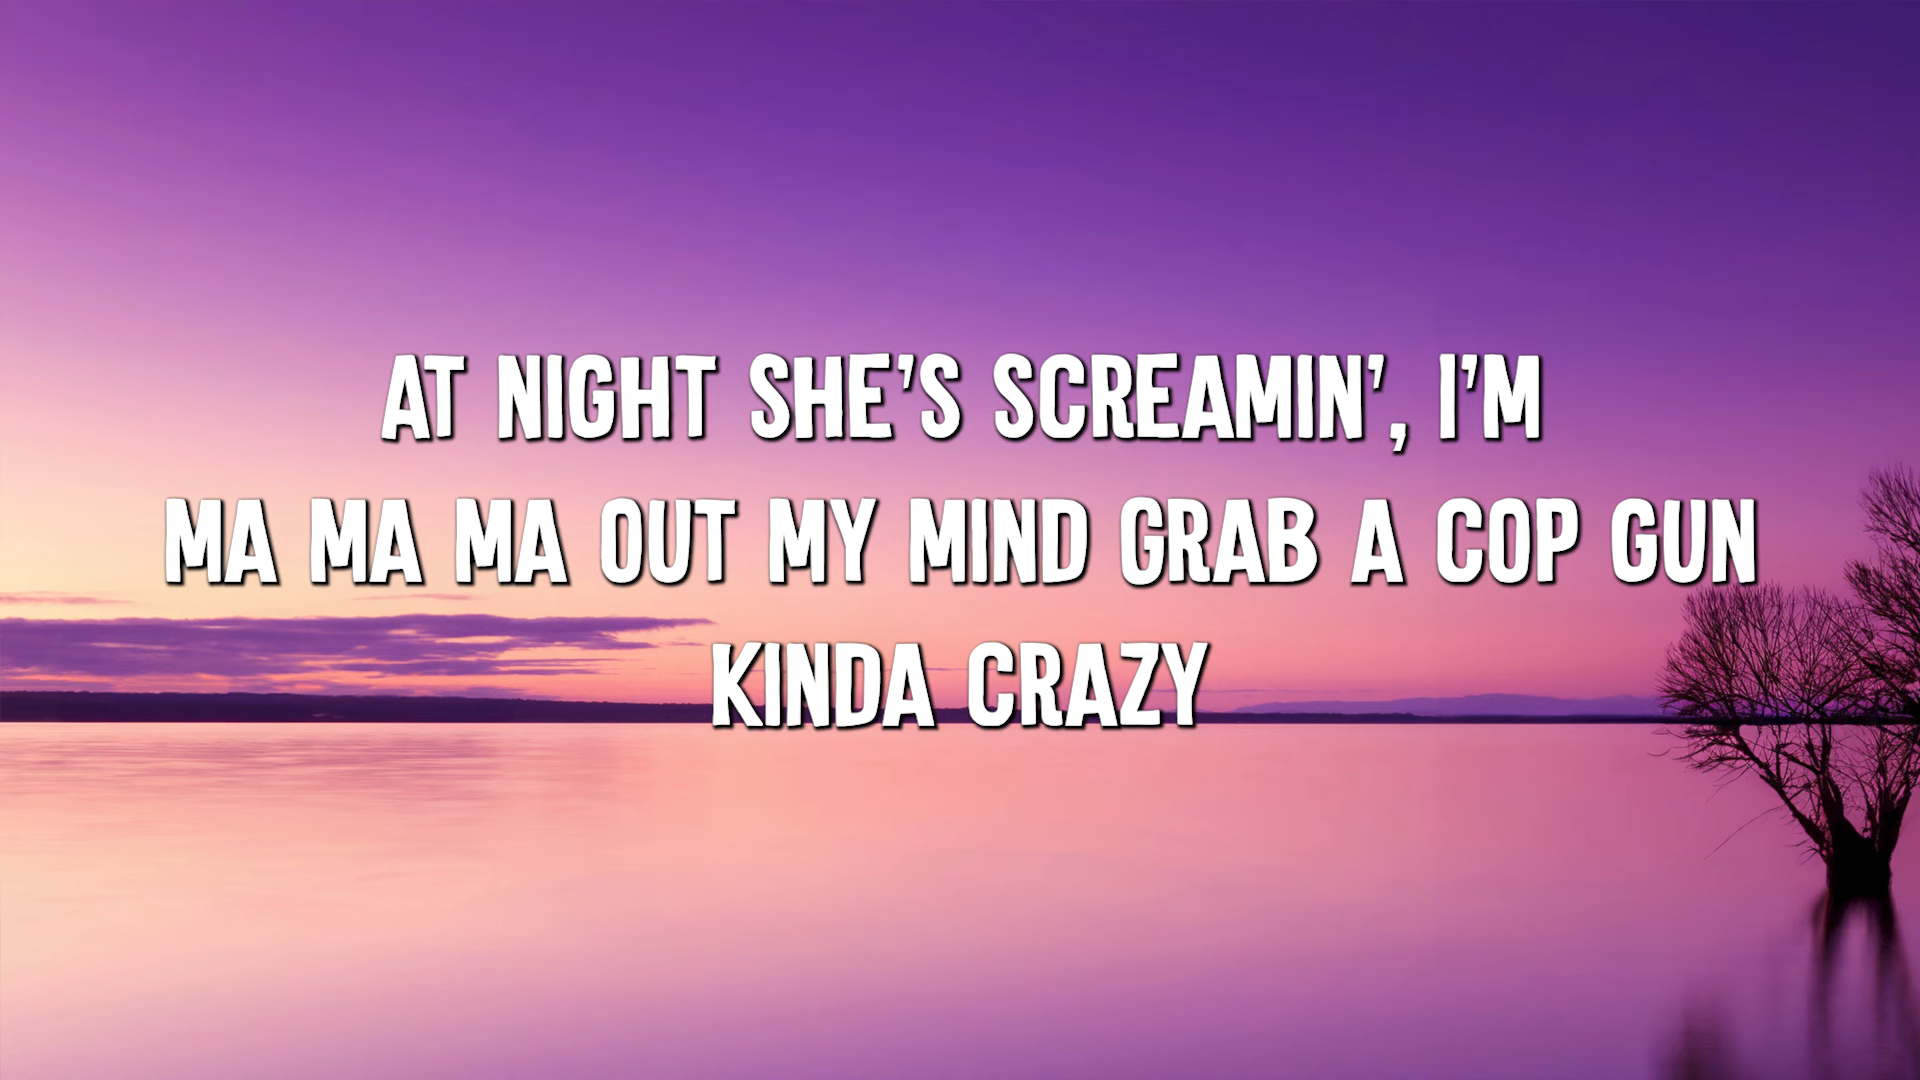 AT NIGHT SHE'S SCREAMIN', I'M
MA MA MA OUT MY MIND GRAB A COP GUN
KINDA CRAZY